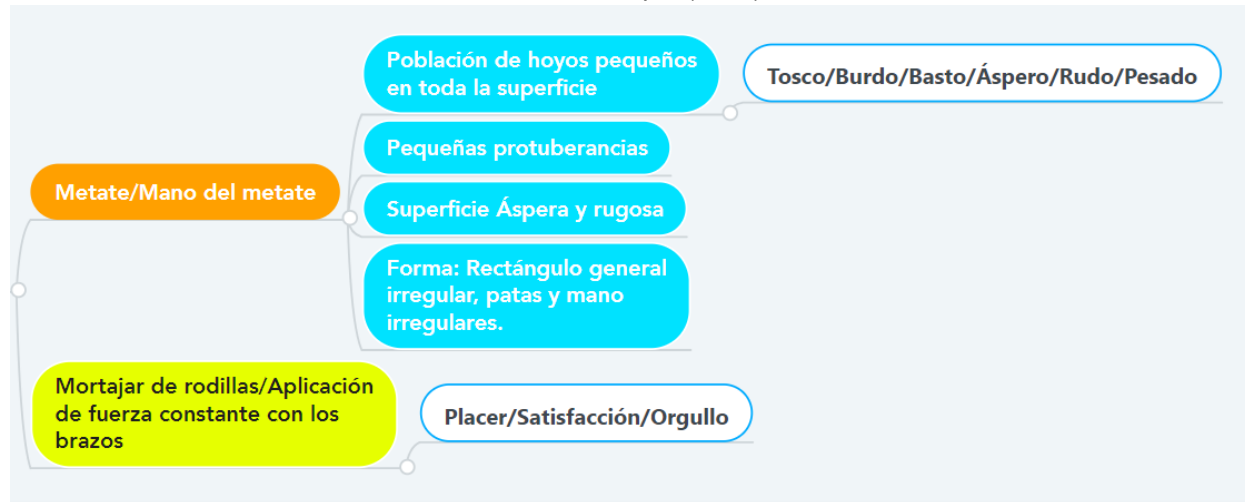 Población de hoyos pequeños
en toda la superficie
Tosco/Burdo/Basto/Áspero/Rudo/Pesado
Pequeñas protuberancias
Metate/Mano del metate
Superficie Áspera y rugosa
Forma: Rectángulo general
irregular, patas y mano
irregulares.
Mortajar de rodillas/Aplicación
de fuerza constante con los
brazos
Placer/Satisfacción/Orgullo